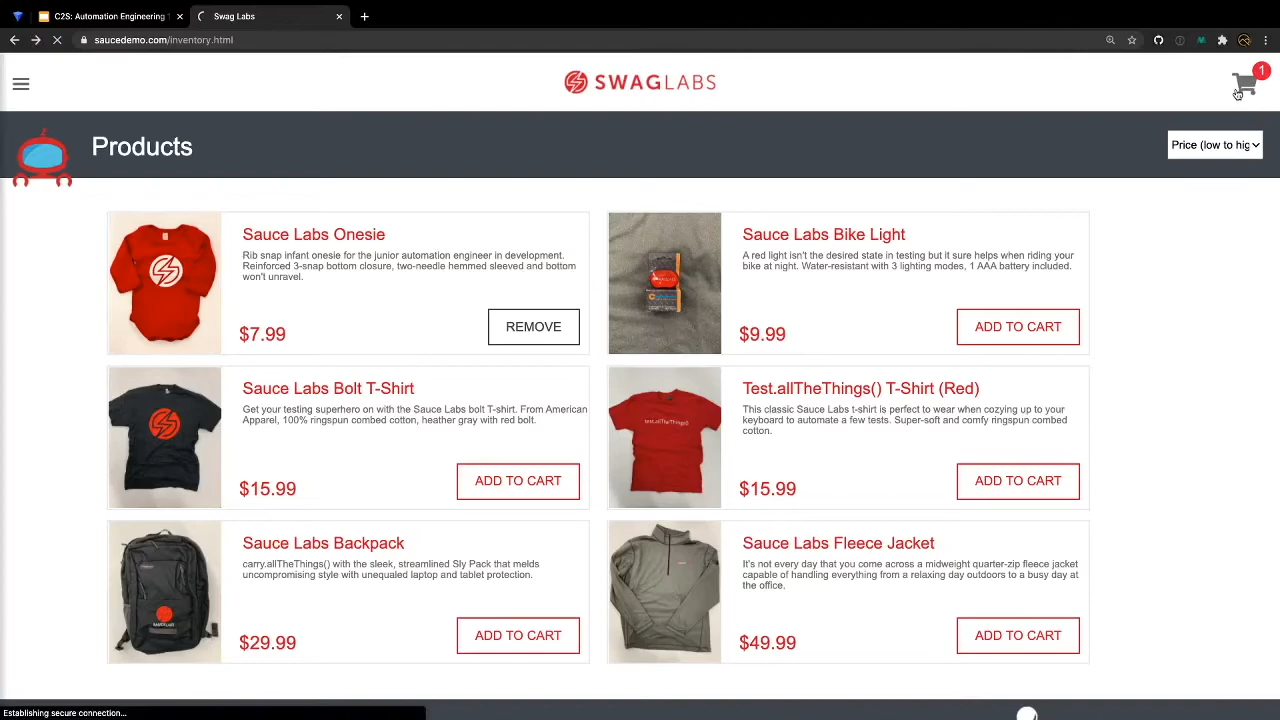 C2S: Automation Engineering
Swag Labs
saucedemo.com/inventory.html
SWAGLABS
1
Products
Price (low to hig
Sauce Labs Onesie
Rib snap infant onesie for the junior automation engineer in development.
Reinforced 3-snap bottom closure, two-needle hemmed sleeved and bottom
won't unravel.
$7.99
REMOVE
Sauce Labs Bike Light
A red light isn't the desired state in testing but it sure helps when riding your
bike at night. Water-resistant with 3 lighting modes, 1 AAA battery included.
$9.99
ADD TO CART
Sauce Labs Bolt T-Shirt
Get your testing superhero on with the Sauce Labs bolt T-shirt. From American
Apparel, 100% ringspun combed cotton, heather gray with red bolt.
$15.99
ADD TO CART
Test.allTheThings() T-Shirt (Red)
This classic Sauce Labs t-shirt is perfect to wear when cozying up to your
keyboard to automate a few tests. Super-soft and comfy ringspun combed
cotton.
test.allTheThings()
$15.99
ADD TO CART
Sauce Labs Backpack
carry.allTheThings() with the sleek, streamlined Sly Pack that melds
uncompromising style with unequaled laptop and tablet protection.
$29.99
ADD TO CART
Sauce Labs Fleece Jacket
It's not every day that you come across a midweight quarter-zip fleece jacket
capable of handling everything from a relaxing day outdoors to a busy day at
the office.
$49.99
ADD TO CART
Establishing secure connection...